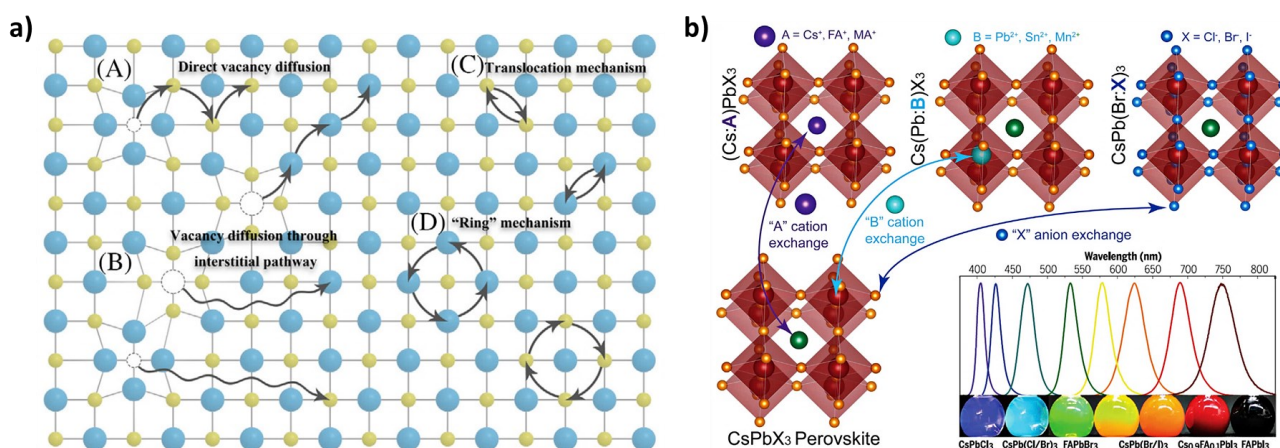 a)
(A)
Direct vacancy diffusion
(C)
Translocation mechanism
Vacancy diffusion through
interstitial pathway
(B)
(D)
“Ring” mechanism
b)
A = Cs⁺, FA⁺, MA⁺
B = Pb²⁺, Sn²⁺, Mn²⁺
X = Cl⁻, Br⁻, I⁻
(Cs:A)PbX₃
Cs(Pb:B)X₃
CsPb(Br:X)₃
“A” cation
exchange
“B” cation
exchange
“X” anion exchange
CsPbX₃ Perovskite
Wavelength (nm)
400 450 500 550 600 650 700 750 800
CsPbCl₃ CsPb(Cl/Br)₃ FAPbBr₃ CsPb(Br/I)₃ Cs₀.₉FA₀.₁PbI₃ FAPbI₃